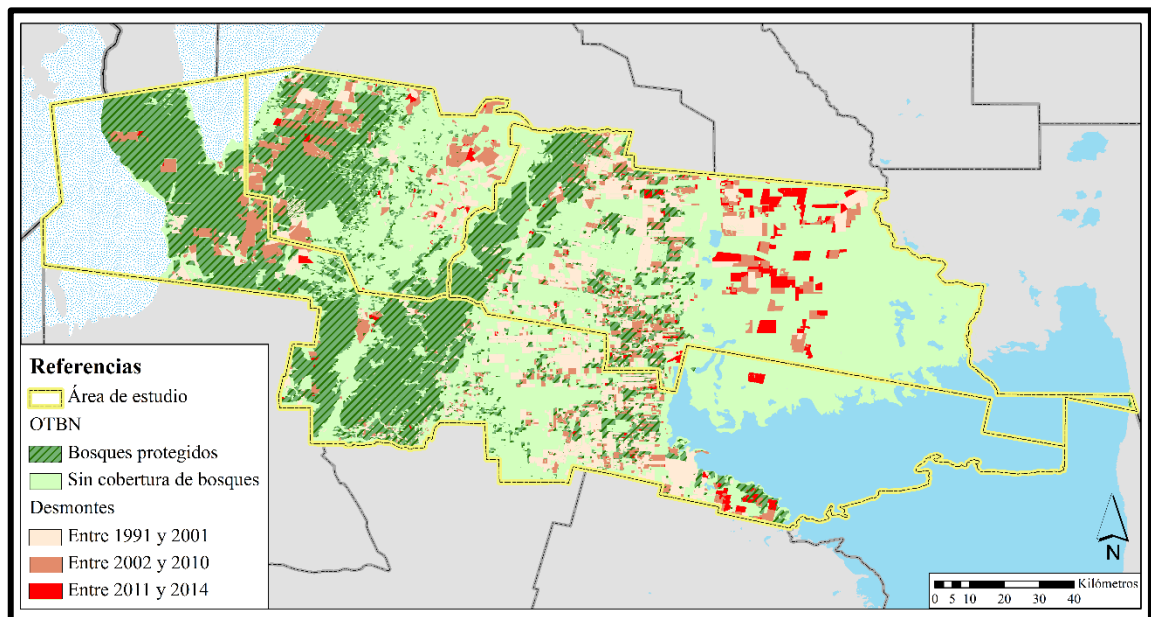 Referencias
Área de estudio
OTBN
Bosques protegidos
Sin cobertura de bosques
Desmontes
Entre 1991 y 2001
Entre 2002 y 2010
Entre 2011 y 2014
N
Kilómetros
0 5 10 20 30 40